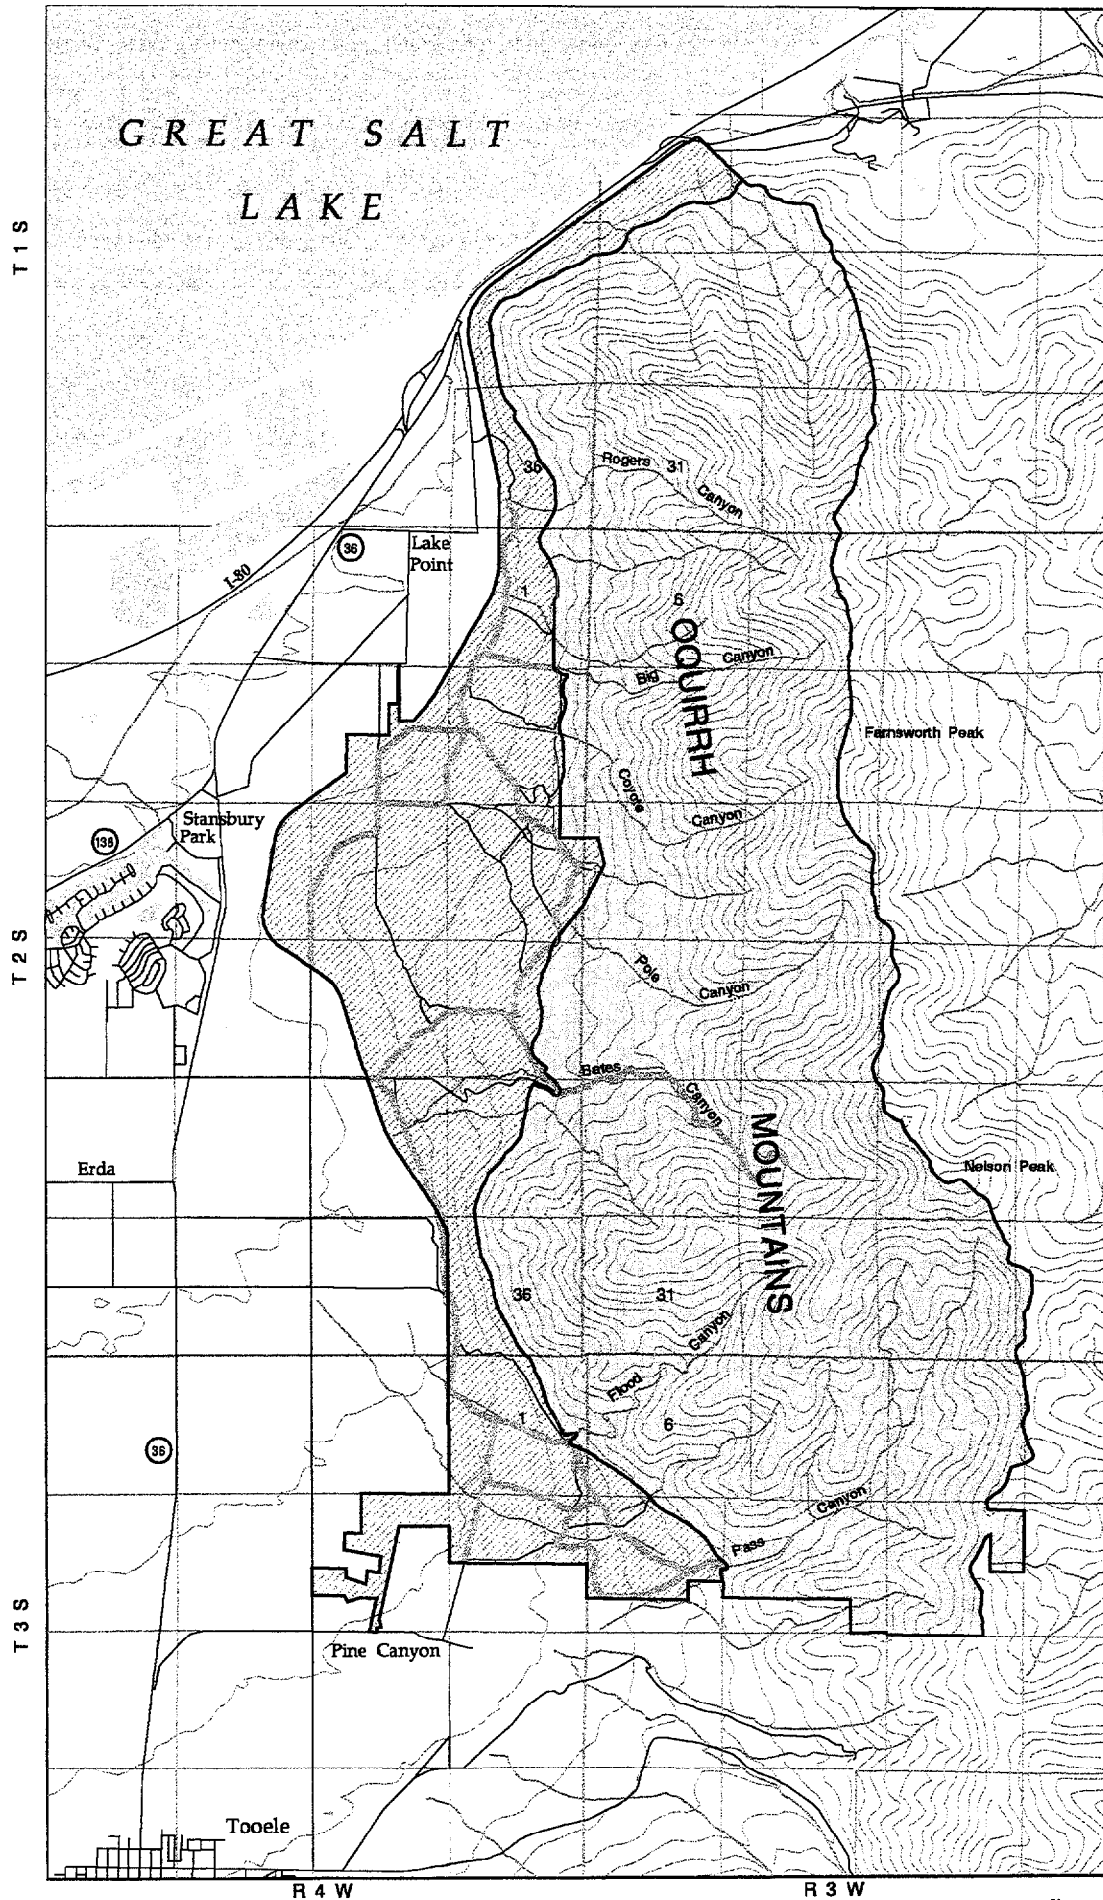 GREAT SALT
LAKE
T 1 S
36
Rogers
31
Canyon
36
Lake
Point
I-80
1
6
OQUIRRH
Big
Canyon
Farnsworth Peak
Coyote
Canyon
Stansbury
Park
138
T 2 S
Pole
Canyon
Bates
Canyon
MOUNTAINS
Erda
Nelson Peak
36
31
Canyon
Flood
1
6
36
Canyon
Pass
T 3 S
Pine Canyon
Tooele
R 4 W
R 3 W